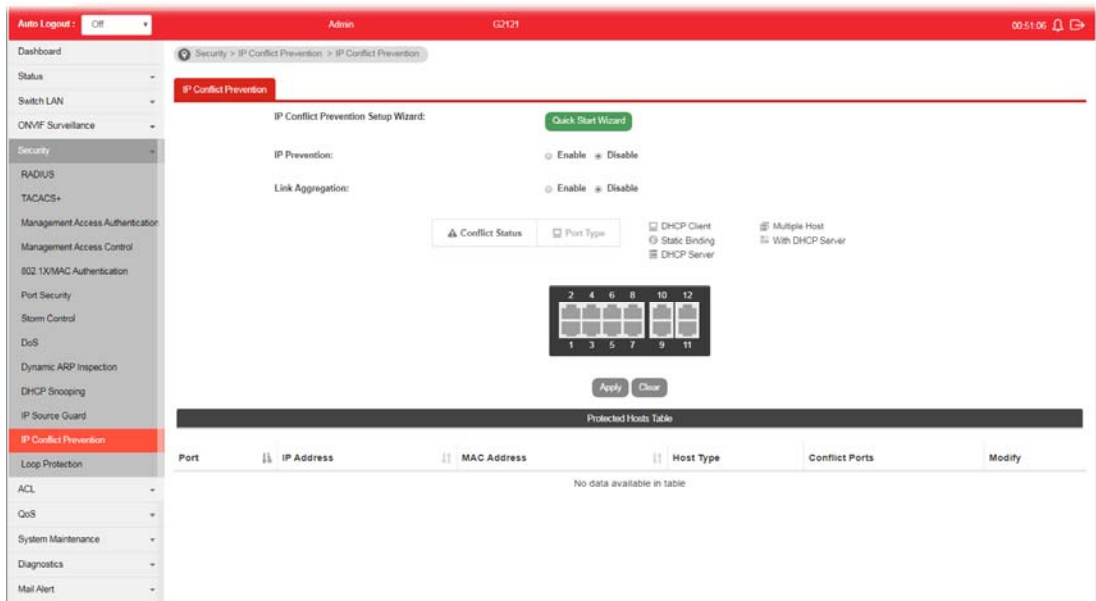 Auto Logout : Off Admin G2121 00:51:06
Dashboard
Status
Switch LAN
ONVIF Surveillance
Security
RADIUS
TACACS+
Management Access Authentication
Management Access Control
802.1X/MAC Authentication
Port Security
Storm Control
DoS
Dynamic ARP Inspection
DHCP Snooping
IP Source Guard
IP Conflict Prevention
Loop Protection
ACL
QoS
System Maintenance
Diagnostics
Mail Alert
Security > IP Conflict Prevention > IP Conflict Prevention
IP Conflict Prevention
IP Conflict Prevention Setup Wizard: Quick Start Wizard
IP Prevention: Enable Disable
Link Aggregation: Enable Disable
Conflict Status Port Type
DHCP Client Multiple Host
Static Binding With DHCP Server
DHCP Server
2 4 6 8 10 12
1 3 5 7 9 11
Apply Clear
Protected Hosts Table
Port IP Address MAC Address Host Type Conflict Ports Modify
No data available in table